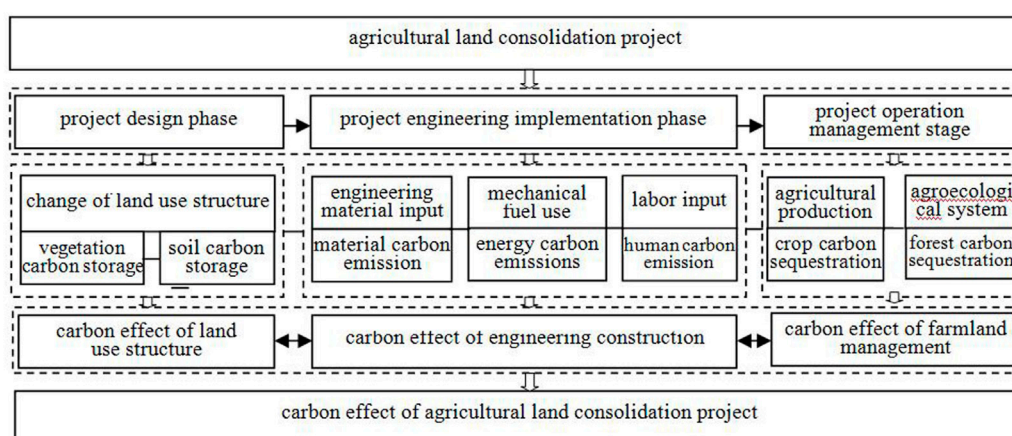 agricultural land consolidation project
project design phase
project engineering implementation phase
project operation
management stage
change of land use structure
vegetation
carbon storage
soil carbon
storage
engineering
material input
material carbon
emission
mechanical
fuel use
energy carbon
emissions
labor input
human carbon
emission
agricultural
production
crop carbon
sequestration
agroecologi
cal system
forest carbon
sequestration
carbon effect of land
use structure
carbon effect of engineering construction
carbon effect of farmland
management
carbon effect of agricultural land consolidation project